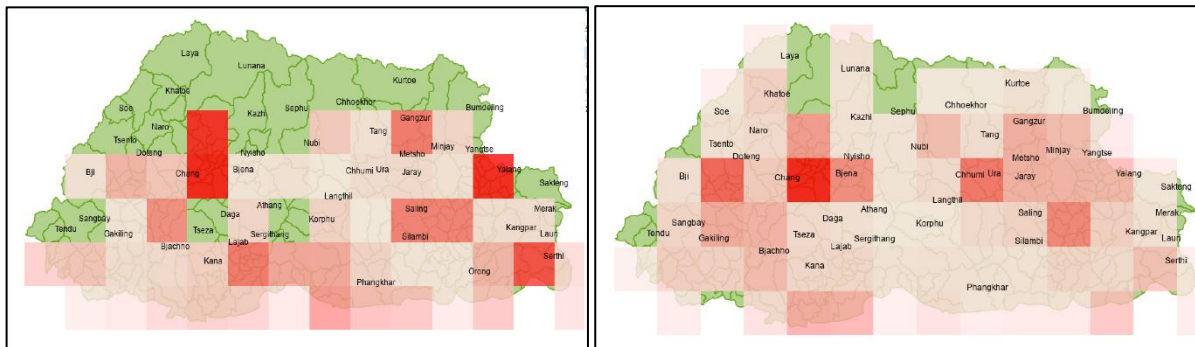 Laya
Lunana
Khatoe
Kurtoe
Soe
Kazhi
Sephu
Chhoekhor
Gangzur
Bumdeling
Naro
Tang
Tsento
Nubi
Minjay
Doteng
Nyisho
Metsho
Yangtse
Bji
Chang
Bjena
Chhumi
Ura
Jaray
Yalang
Sakteng
Langthil
Sangbay
Daga
Athang
Korphu
Saling
Merak
Tendu
Gakiling
Tseza
Sergithang
Silambi
Kangpar
Lauri
Bjachno
Lajab
Kana
Serthi
Orong
Phangkhar
Laya
Lunana
Khatoe
Kurtoe
Soe
Kazhi
Sephu
Chhoekhor
Gangzur
Bumdeling
Naro
Tang
Tsento
Nubi
Minjay
Doteng
Nyisho
Metsho
Yangtse
Bji
Chang
Bjena
Chhumi
Ura
Jaray
Yalang
Sakteng
Langthil
Sangbay
Daga
Athang
Korphu
Saling
Merak
Tendu
Gakiling
Tseza
Sergithang
Silambi
Kangpar
Lauri
Bjachno
Lajab
Kana
Serthi
Orong
Phangkhar